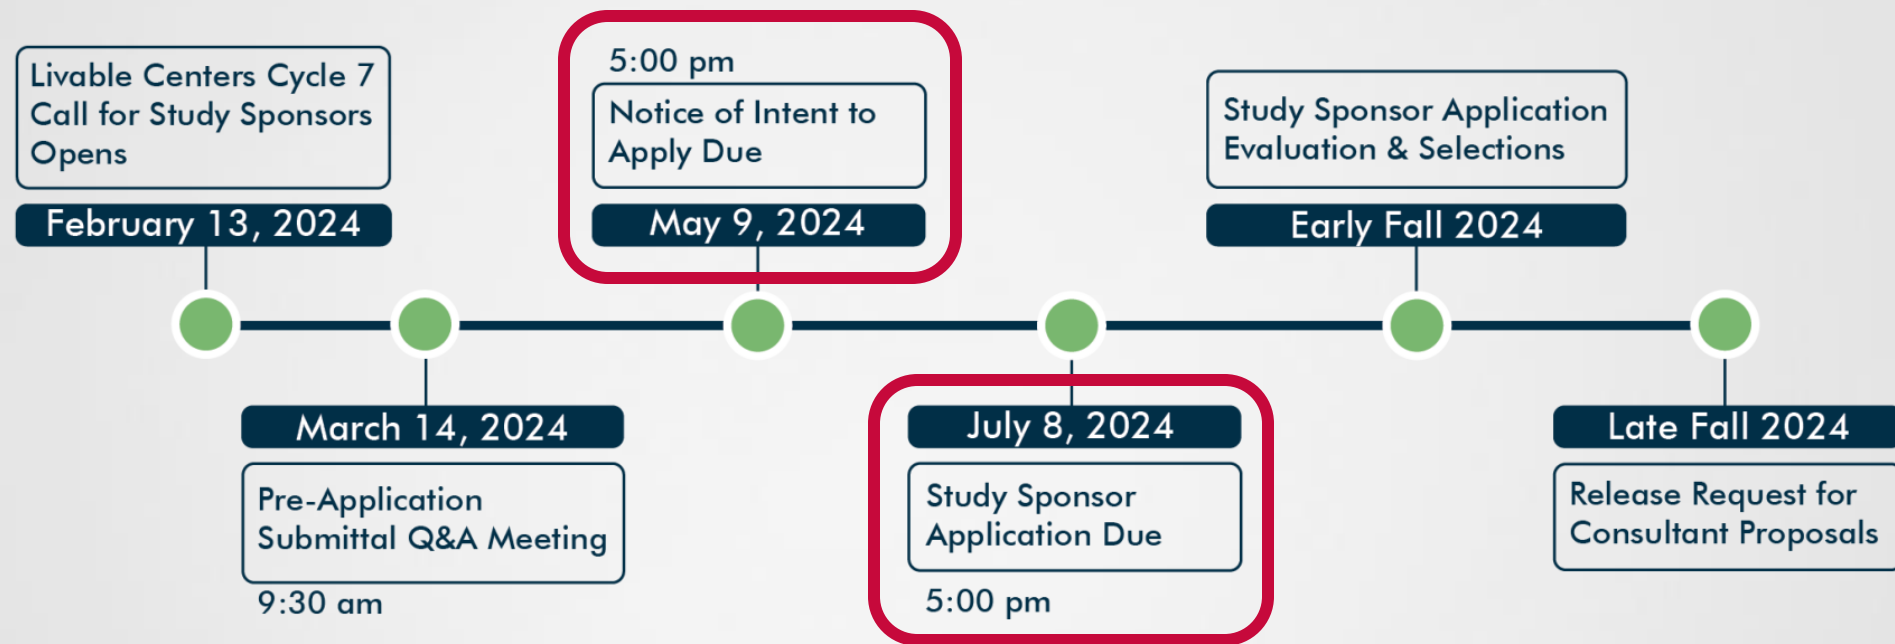 Livable Centers Cycle 7
Call for Study Sponsors
Opens
February 13, 2024
March 14, 2024
Pre-Application
Submittal Q&A Meeting
9:30 am
5:00 pm
Notice of Intent to
Apply Due
May 9, 2024
July 8, 2024
Study Sponsor
Application Due
5:00 pm
Study Sponsor Application
Evaluation & Selections
Early Fall 2024
Late Fall 2024
Release Request for
Consultant Proposals